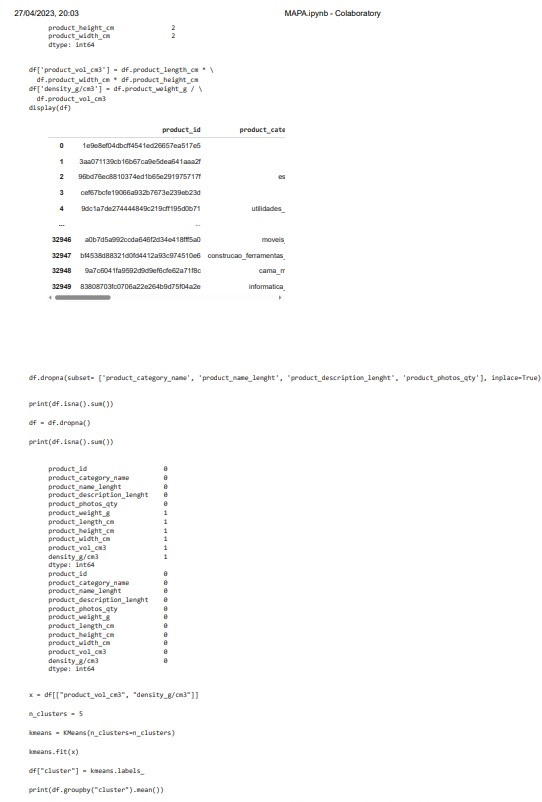 27/04/2023, 20:03 MAPA.ipynb - Colaboratory
product_height_cm 2
product_width_cm 2
dtype: int64
df['product_vol_cm3'] = df.product_length_cm * \
df.product_width_cm * df.product_height_cm
df['density_g/cm3'] = df.product_weight_g / \
df.product_vol_cm3
display(df)
product_id product_cate
0 1e9e8ef04dbcff4541ed26657ea517e5
1 3aa071139cb16b67ca9e5dea641aaa2f
2 96bd76ec8810374ed1b65e291975717f es
3 cef67bcfe19066a932b7673e239eb23d
4 9dc1a7de274444849c219cff195d0b71 utilidades_
... ...
32946 a0b7d5a992ccda646f2d34e418fff5a0 moveis_
32947 bf4538d88321d0fd4412a93c974510e6 construcao_ferramentas_
32948 9a7c6041fa9592d9d9ef6cfe62a71f8c cama_m
32949 83808703fc0706a22e264b9d75f04a2e informatica_
df.dropna(subset= ['product_category_name', 'product_name_lenght', 'product_description_lenght', 'product_photos_qty'], inplace=True)
print(df.isna().sum())
df = df.dropna()
print(df.isna().sum())
product_id 0
product_category_name 0
product_name_lenght 0
product_description_lenght 0
product_photos_qty 0
product_weight_g 1
product_length_cm 1
product_height_cm 1
product_width_cm 1
product_vol_cm3 1
density_g/cm3 1
dtype: int64
product_id 0
product_category_name 0
product_name_lenght 0
product_description_lenght 0
product_photos_qty 0
product_weight_g 0
product_length_cm 0
product_height_cm 0
product_width_cm 0
product_vol_cm3 0
density_g/cm3 0
dtype: int64
x = df[["product_vol_cm3", "density_g/cm3"]]
n_clusters = 5
kmeans = KMeans(n_clusters=n_clusters)
kmeans.fit(x)
df["cluster"] = kmeans.labels_
print(df.groupby("cluster").mean())